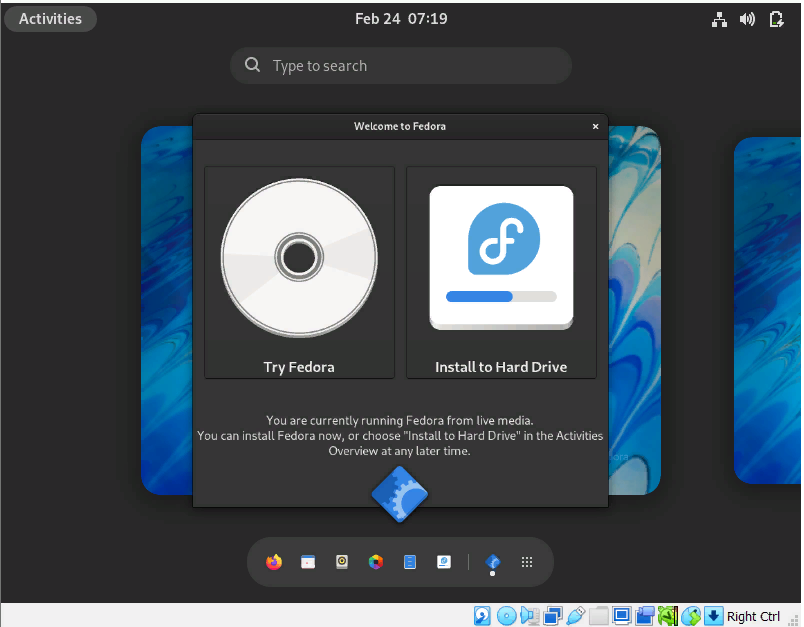 Activities
Feb 24 07:19
Type to search
Welcome to Fedora
Try Fedora
Install to Hard Drive
You are currently running Fedora from live media.
You can install Fedora now, or choose "Install to Hard Drive" in the Activities
Overview at any later time.
Right Ctrl